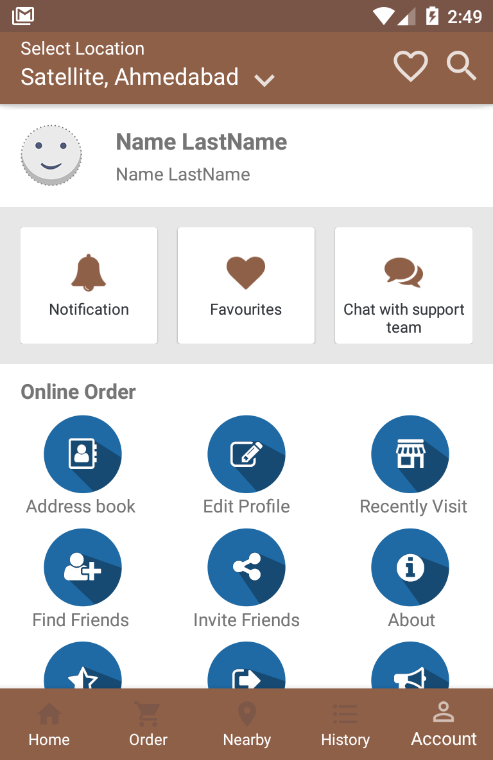 2:49
Select Location
Satellite, Ahmedabad
Name LastName
Name LastName
Notification
Favourites
Chat with support
team
Online Order
Address book
Edit Profile
Recently Visit
Find Friends
Invite Friends
About
Home
Order
Nearby
History
Account